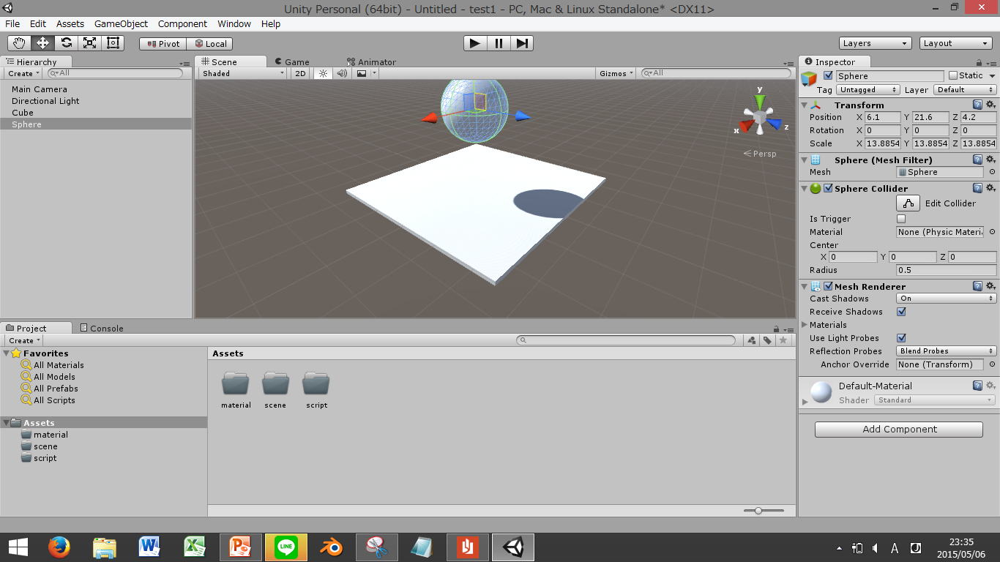 Unity Personal (64bit) - Untitled - test1 - PC, Mac & Linux Standalone* <DX11>
File Edit Assets GameObject Component Window Help
Pivot Local Layers Layout
Hierarchy
Create All
Main Camera
Directional Light
Cube
Sphere
Scene Game Animator
Shaded 2D Gizmos All
y
x
z
Persp
Inspector
Sphere Static
Tag Untagged Layer Default
Transform
Position X 6.1 Y 21.6 Z 4.2
Rotation X 0 Y 0 Z 0
Scale X 13.8854 Y 13.8854 Z 13.8854
Sphere (Mesh Filter)
Mesh Sphere
Sphere Collider
Edit Collider
Is Trigger
Material None (Physic Materi
Center
X 0 Y 0 Z 0
Radius 0.5
Mesh Renderer
Cast Shadows On
Receive Shadows
Materials
Use Light Probes
Reflection Probes Blend Probes
Anchor Override None (Transform)
Default-Material
Shader Standard
Add Component
Project Console
Create
Favorites
All Materials
All Models
All Prefabs
All Scripts
Assets
material
scene
script
Assets
material scene script
LINE
A
23:35
2015/05/06